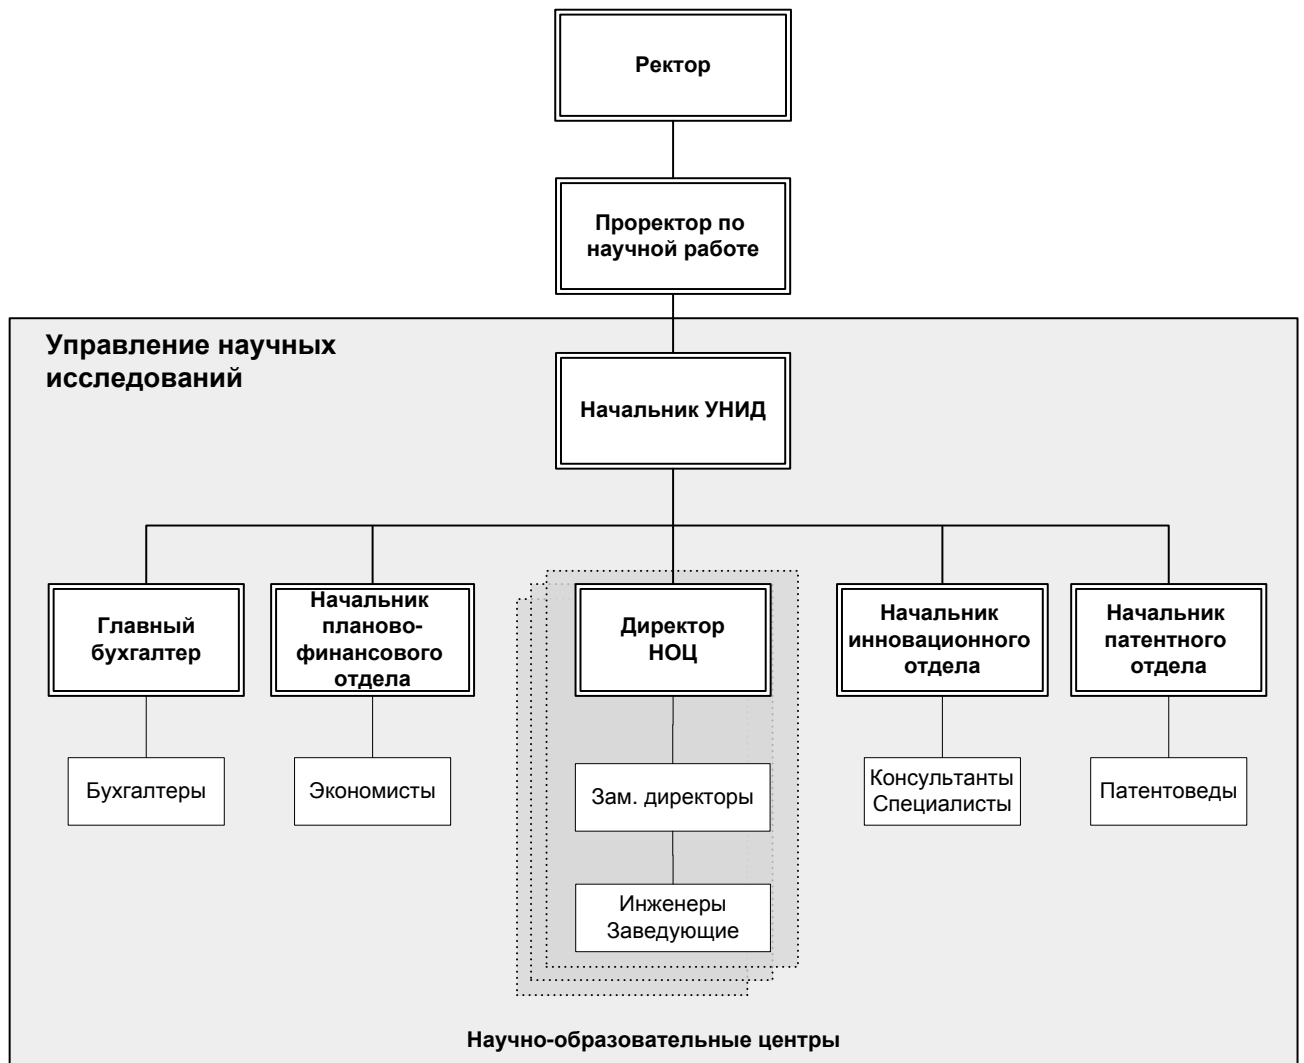 Ректор
Проректор по
научной работе
Управление научных
исследований
Начальник УНИД
Главный
бухгалтер
Начальник
планово-
финансового
отдела
Директор
НОЦ
Начальник
инновационного
отдела
Начальник
патентного
отдела
Бухгалтеры
Экономисты
Зам. директоры
Консультанты
Специалисты
Патентоведы
Инженеры
Заведующие
Научно-образовательные центры